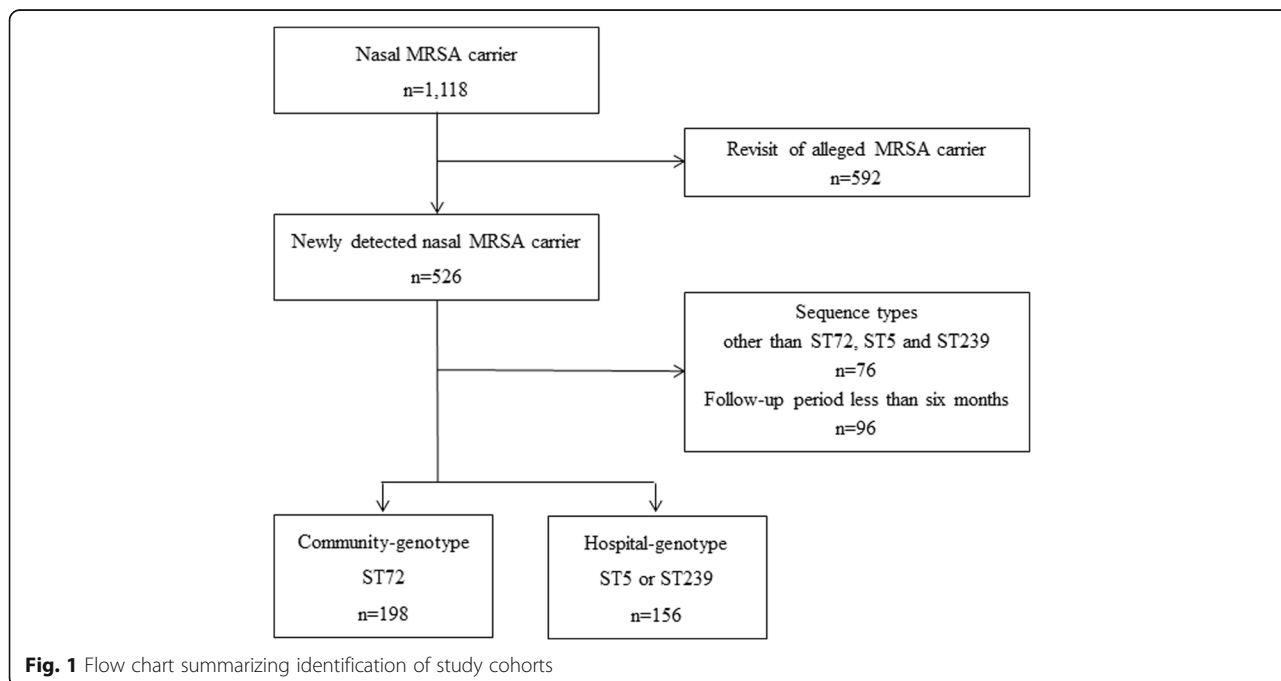 Nasal MRSA carrier
n=1,118
Revisit of alleged MRSA carrier
n=592
Newly detected nasal MRSA carrier
n=526
Sequence types
other than ST72, ST5 and ST239
n=76
Follow-up period less than six months
n=96
Community-genotype
ST72
n=198
Hospital-genotype
ST5 or ST239
n=156
Fig. 1 Flow chart summarizing identification of study cohorts